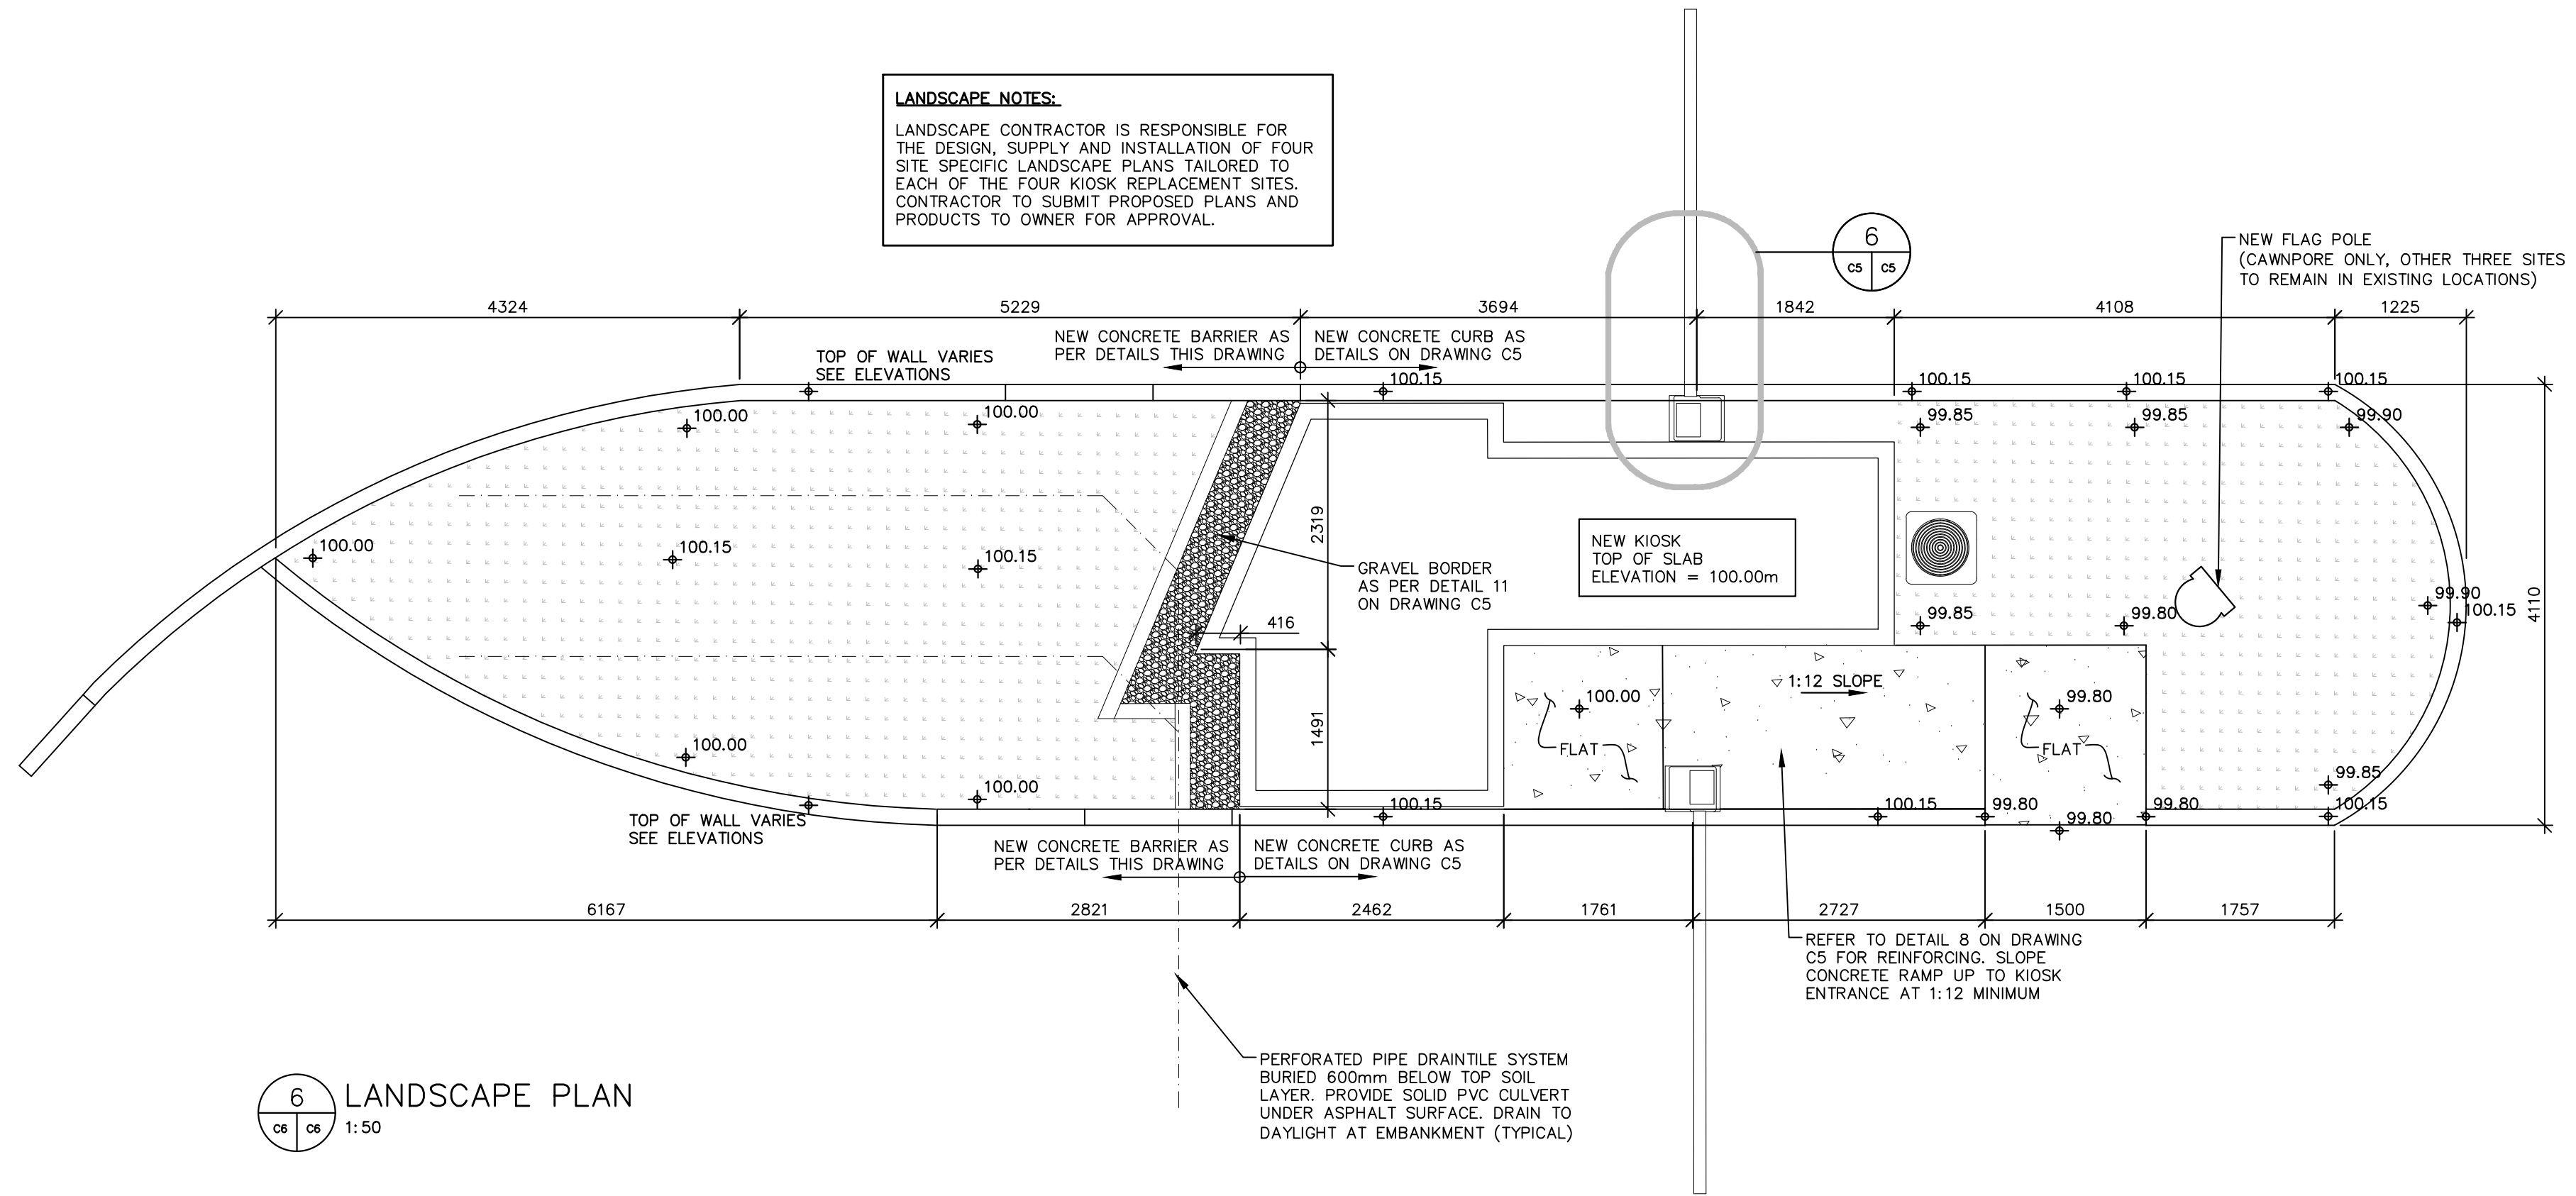 LANDSCAPE NOTES:
LANDSCAPE CONTRACTOR IS RESPONSIBLE FOR
THE DESIGN, SUPPLY AND INSTALLATION OF FOUR
SITE SPECIFIC LANDSCAPE PLANS TAILORED TO
EACH OF THE FOUR KIOSK REPLACEMENT SITES.
CONTRACTOR TO SUBMIT PROPOSED PLANS AND
PRODUCTS TO OWNER FOR APPROVAL.
6
C5 C5
NEW FLAG POLE
(CAWNPORE ONLY, OTHER THREE SITES
TO REMAIN IN EXISTING LOCATIONS)
4324
5229
3694
1842
4108
1225
NEW CONCRETE BARRIER AS
PER DETAILS THIS DRAWING
NEW CONCRETE CURB AS
DETAILS ON DRAWING C5
TOP OF WALL VARIES
SEE ELEVATIONS
100.15
100.15
100.15
100.15
100.00
100.00
99.85
99.85
99.90
100.00
100.15
100.15
2319
GRAVEL BORDER
AS PER DETAIL 11
ON DRAWING C5
NEW KIOSK
TOP OF SLAB
ELEVATION = 100.00m
416
99.85
99.80
99.90
100.15
4110
1491
100.00
1:12 SLOPE
99.80
FLAT
FLAT
100.00
100.00
99.85
100.15
100.15
99.80
99.80
100.15
99.80
TOP OF WALL VARIES
SEE ELEVATIONS
NEW CONCRETE BARRIER AS
PER DETAILS THIS DRAWING
NEW CONCRETE CURB AS
DETAILS ON DRAWING C5
6167
2821
2462
1761
2727
1500
1757
REFER TO DETAIL 8 ON DRAWING
C5 FOR REINFORCING. SLOPE
CONCRETE RAMP UP TO KIOSK
ENTRANCE AT 1:12 MINIMUM
PERFORATED PIPE DRAINTILE SYSTEM
BURIED 600mm BELOW TOP SOIL
LAYER. PROVIDE SOLID PVC CULVERT
UNDER ASPHALT SURFACE. DRAIN TO
DAYLIGHT AT EMBANKMENT (TYPICAL)
6
C6 C6
LANDSCAPE PLAN
1:50